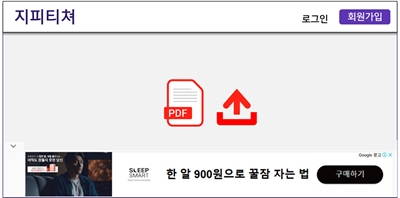 지피티쳐
로그인
회원가입
PDF
Google 광고
SLEEP
SMART
한 알 900원으로 꿀잠 자는 법
구매하기